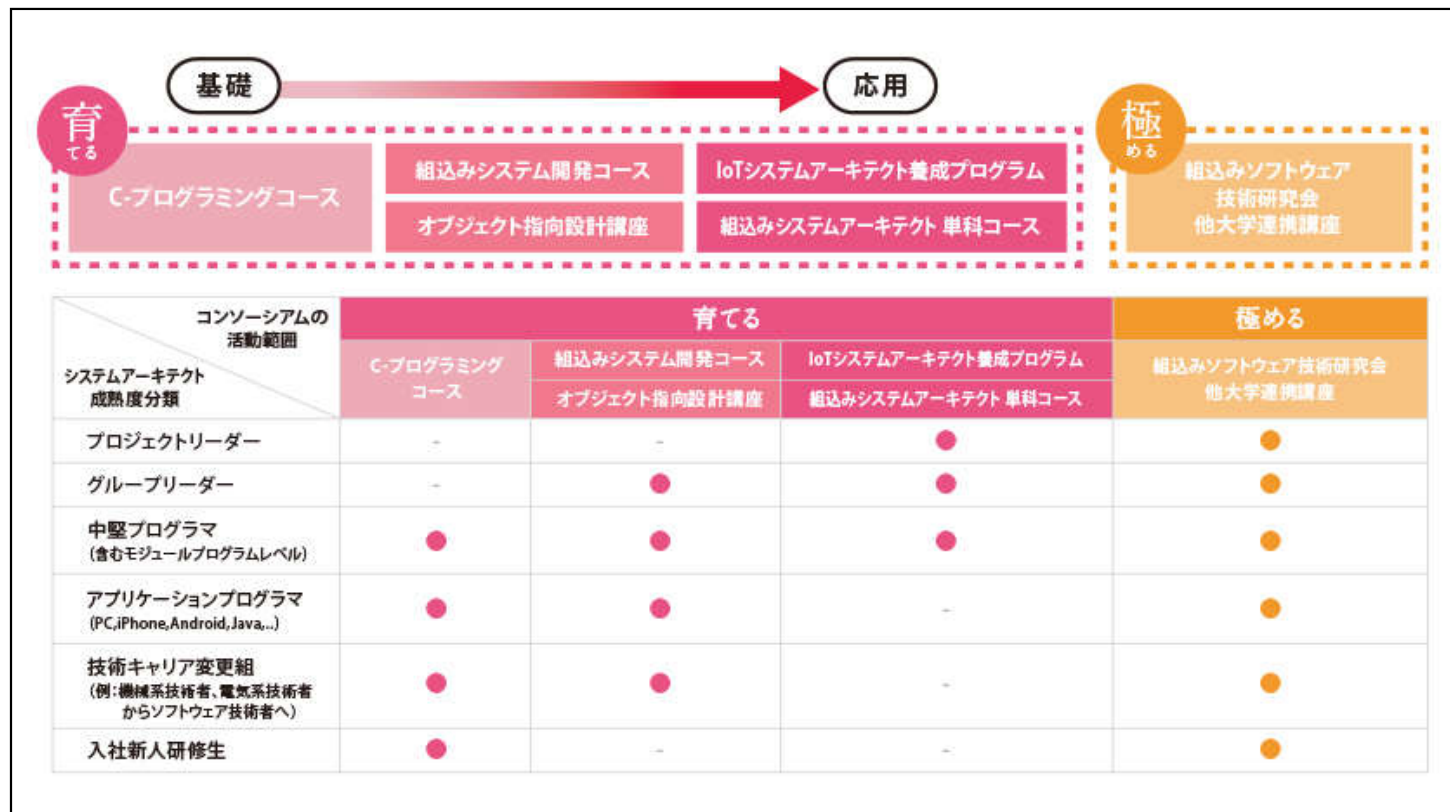 基礎
応用
育
てる
極
める
C-プログラミングコース
組込みシステム開発コース
オブジェクト指向設計講座
IoTシステムアーキテクト養成プログラム
組込みシステムアーキテクト 単科コース
組込みソフトウェア
技術研究会
他大学連携講座
コンソーシアムの
活動範囲
システムアーキテクト
成熟度分類
育てる
極める
C-プログラミング
コース
組込みシステム開発コース
オブジェクト指向設計講座
IoTシステムアーキテクト養成プログラム
組込みシステムアーキテクト 単科コース
組込みソフトウェア技術研究会
他大学連携講座
プロジェクトリーダー - - ● ●
グループリーダー - ● ● ●
中堅プログラマ
(含むモジュールプログラムレベル) ● ● ● ●
アプリケーションプログラマ
(PC,iPhone,Android,Java,...) ● ● - ●
技術キャリア変更組
(例:機械系技術者、電気系技術者
からソフトウェア技術者へ) ● ● - ●
入社新人研修生 ● - - ●